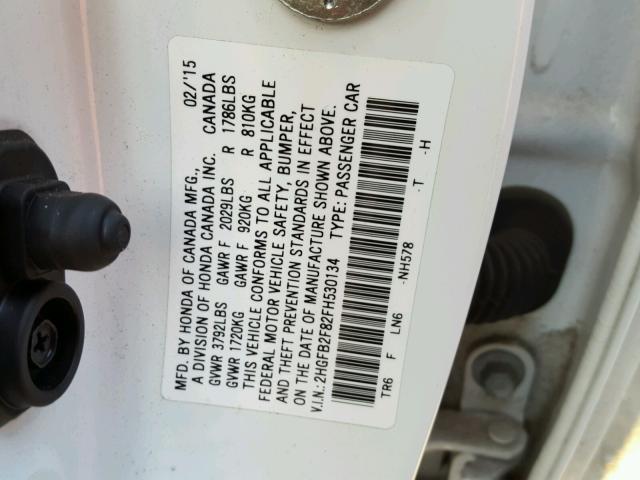 MFD. BY HONDA OF CANADA MFG., 02/'15
A DIVISION OF HONDA CANADA INC. CANADA
GVWR 3792LBS GAWR F 2029LBS R 1786LBS
GVWR 1720KG GAWR F 920KG R 810KG
THIS VEHICLE CONFORMS TO ALL APPLICABLE
FEDERAL MOTOR VEHICLE SAFETY, BUMPER,
AND THEFT PREVENTION STANDARDS IN EFFECT
ON THE DATE OF MANUFACTURE SHOWN ABOVE.
V.I.N.: 2HGFB2F82FH530134 TYPE: PASSENGER CAR
TR6 F LN6 -NH578 -T -H